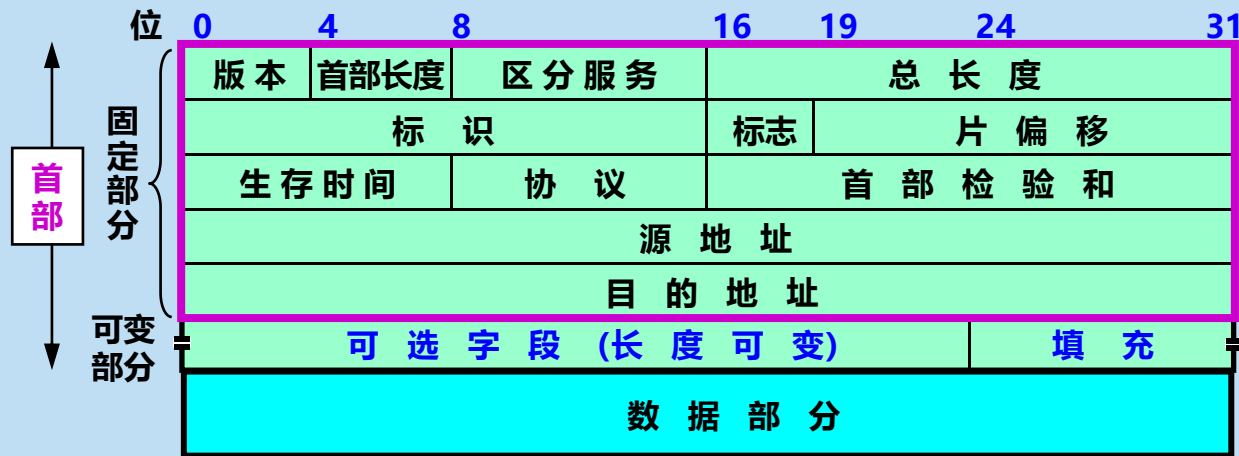 位 0 4 8 16 19 24 31
版 本 首部长度 区 分 服 务 总 长 度
标 识 标志 片 偏 移
生 存 时 间 协 议 首 部 检 验 和
源 地 址
目 的 地 址
可 选 字 段 (长 度 可 变) 填 充
数 据 部 分
首部
固定部分
可变
部分